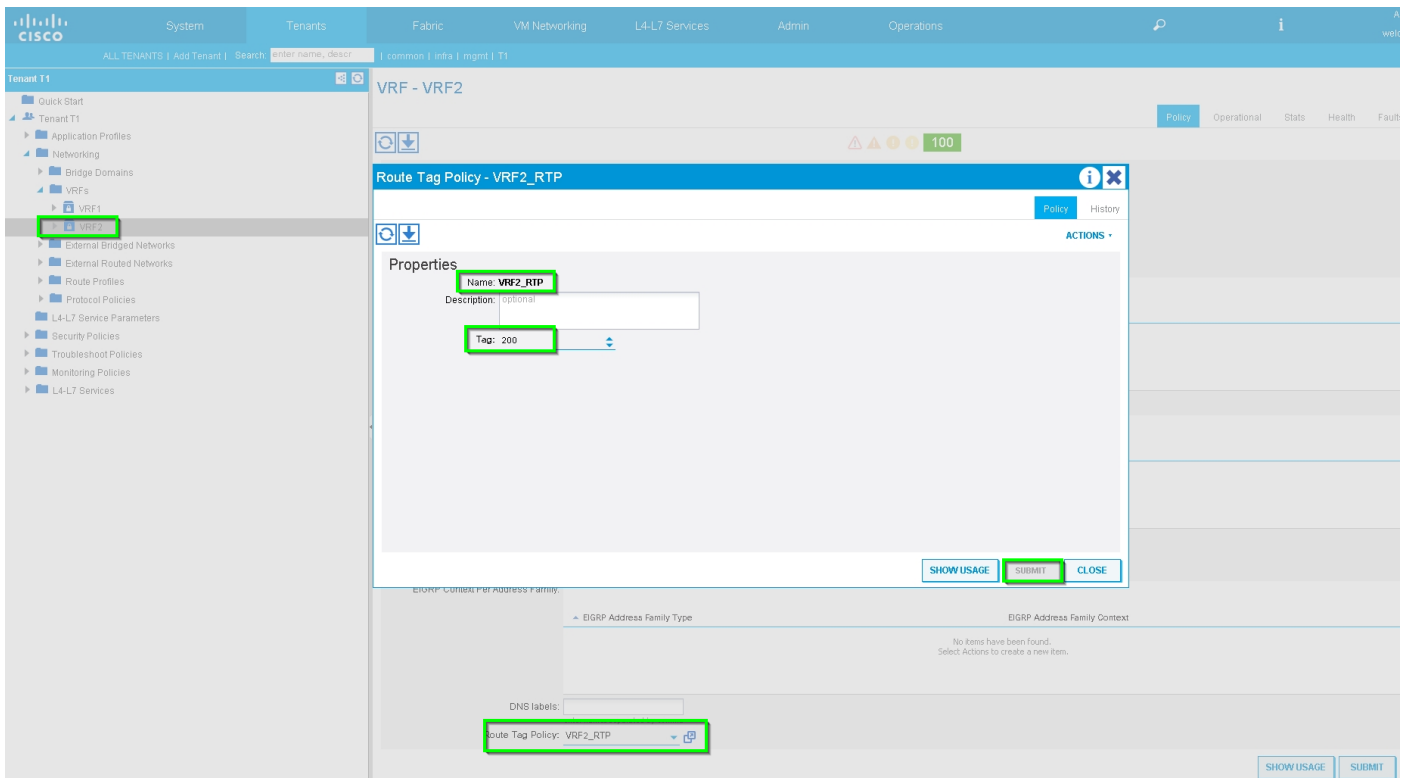 CISCO
System Tenants Fabric VM Networking L4-L7 Services Admin Operations
ALL TENANTS | Add Tenant | Search: enter name, descr | common | infra | mgmt | T1
Tenant T1
Quick Start
Tenant T1
Application Profiles
Networking
Bridge Domains
VRFs
VRF1
VRF2
External Bridged Networks
External Routed Networks
Route Profiles
Protocol Policies
L4-L7 Service Parameters
Security Policies
Troubleshoot Policies
Monitoring Policies
L4-L7 Services
VRF - VRF2
Policy Operational Stats Health
100
Route Tag Policy - VRF2_RTP
Policy History
ACTIONS
Properties
Name: VRF2_RTP
Description: optional
Tag: 200
SHOW USAGE SUBMIT CLOSE
EIGRP Context Per Address Family:
EIGRP Address Family Type EIGRP Address Family Context
No items have been found.
Select Actions to create a new item.
DNS labels:
Route Tag Policy: VRF2_RTP
SHOW USAGE SUBMIT